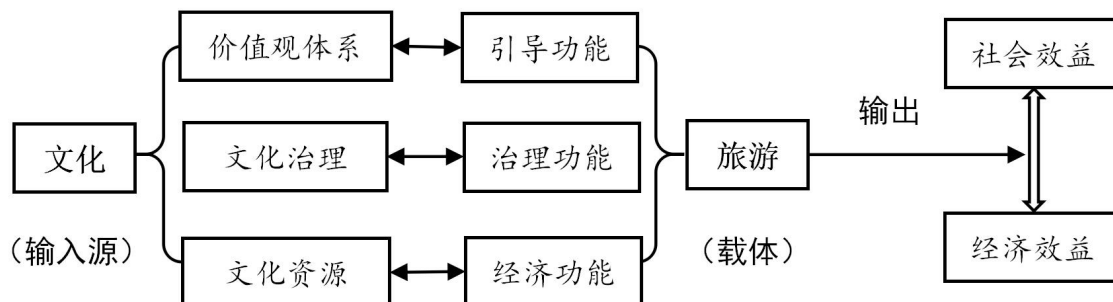 价值观体系
引导功能
社会效益
输出
文化
文化治理
治理功能
旅游
（输入源）
（载体）
文化资源
经济功能
经济效益